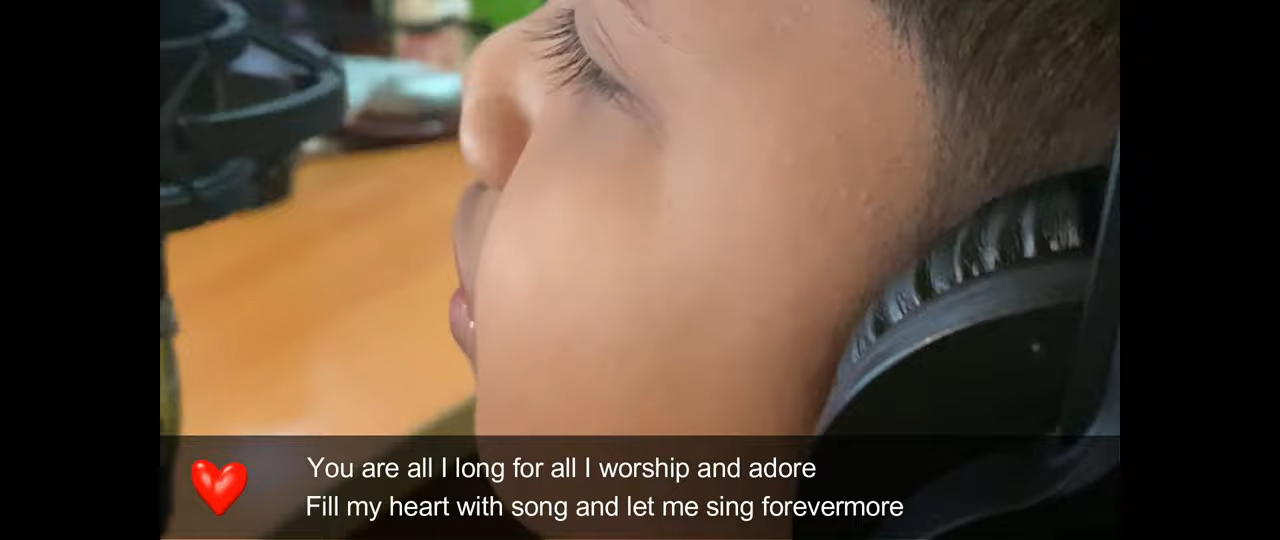 You are all I long for all I worship and adore
Fill my heart with song and let me sing forevermore